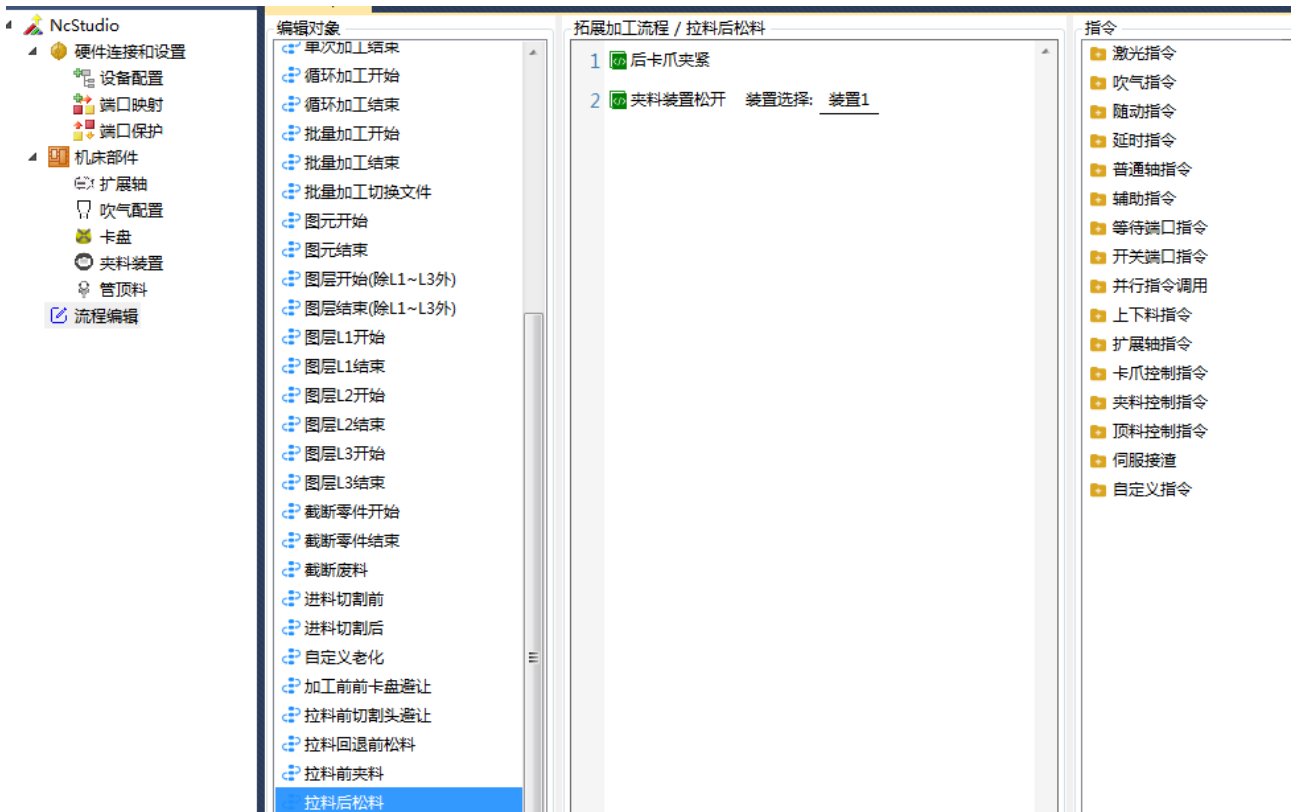 NcStudio
硬件连接和设置
设备配置
端口映射
端口保护
机床部件
扩展轴
吹气配置
卡盘
夹料装置
管顶料
流程编辑
编辑对象
单次加工结束
循环加工开始
循环加工结束
批量加工开始
批量加工结束
批量加工切换文件
图元开始
图元结束
图层开始(除L1~L3外)
图层结束(除L1~L3外)
图层L1开始
图层L1结束
图层L2开始
图层L2结束
图层L3开始
图层L3结束
截断零件开始
截断零件结束
截断废料
进料切割前
进料切割后
自定义老化
加工前前卡盘避让
拉料前切割头避让
拉料回退前松料
拉料前夹料
拉料后松料
拓展加工流程 / 拉料后松料
1 后卡爪夹紧
2 夹料装置松开 装置选择: 装置1
指令
激光指令
吹气指令
随动指令
延时指令
普通轴指令
辅助指令
等待端口指令
开关端口指令
并行指令调用
上下料指令
扩展轴指令
卡爪控制指令
夹料控制指令
顶料控制指令
伺服接渣
自定义指令